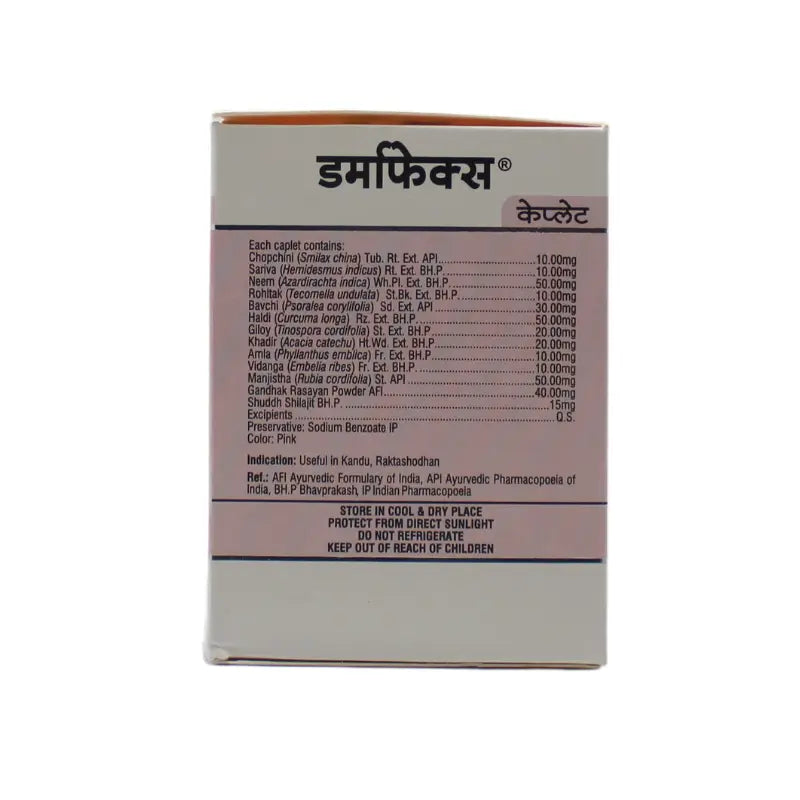 डर्माफिक्स®
केप्लेट
Each caplet contains:
Chopchini (Smilax china) Tub. Rt. Ext. API..........10.00mg
Sariva (Hemidesmus indicus) Rt. Ext. BH.P...........10.00mg
Neem (Azardirachta indica) Wh.Pl. Ext. BH.P.........50.00mg
Rohitak (Tecomella undulata) St.Bk. Ext. BH.P.......10.00mg
Bavchi (Psoralea corylifolia) Sd. Ext. API..........30.00mg
Haldi (Curcuma longa) Rz. Ext. BH.P.................50.00mg
Giloy (Tinospora cordifolia) St. Ext. BH.P..........20.00mg
Khadir (Acacia catechu) Ht.Wd. Ext. BH.P............20.00mg
Amla (Phyllanthus emblica) Fr. Ext. BH.P............10.00mg
Vidanga (Embelia ribes) Fr. Ext. BH.P...............10.00mg
Manjistha (Rubia cordifolia) St. API................50.00mg
Gandhak Rasayan Powder AFI..........................40.00mg
Shuddh Shilajit BH.P................................15mg
Excipients..........................................Q.S.
Preservative: Sodium Benzoate IP
Color: Pink
Indication: Useful in Kandu, Raktashodhan
Ref.: AFI Ayurvedic Formulary of India, API Ayurvedic Pharmacopoeia of
India, BH.P Bhavprakash, IP Indian Pharmacopoeia
STORE IN COOL & DRY PLACE
PROTECT FROM DIRECT SUNLIGHT
DO NOT REFRIGERATE
KEEP OUT OF REACH OF CHILDREN